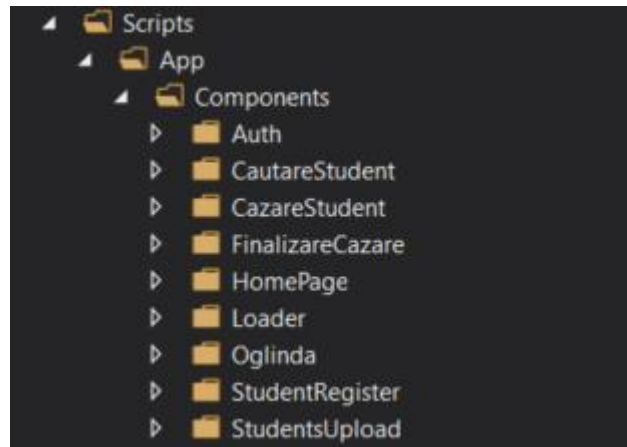 Scripts
App
Components
Auth
CautareStudent
CazareStudent
FinalizareCazare
HomePage
Loader
Oglinda
StudentRegister
StudentsUpload